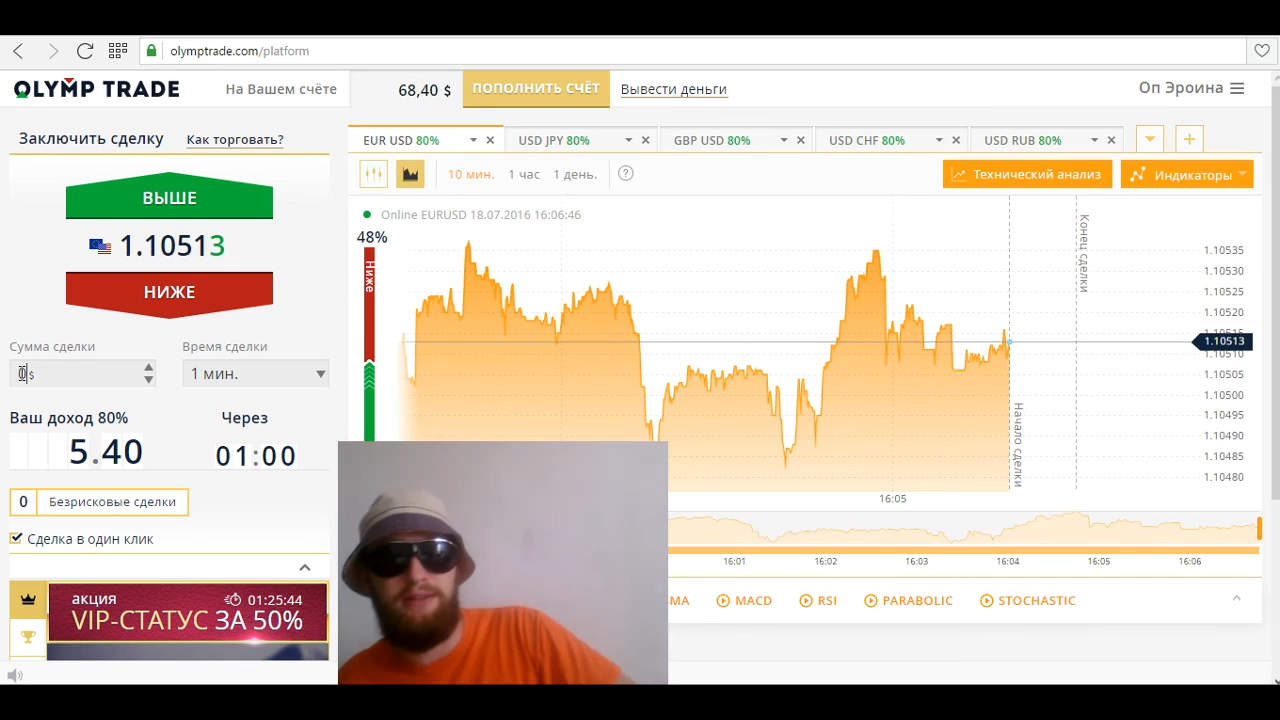 olymptrade.com/platform
OLYMP TRADE
На Вашем счёте
68,40 $
ПОПОЛНИТЬ СЧЁТ
Вывести деньги
Оп Эроина
Заключить сделку
Как торговать?
EUR USD 80%
USD JPY 80%
GBP USD 80%
USD CHF 80%
USD RUB 80%
ВЫШЕ
10 мин.
1 час
1 день.
?
Технический анализ
Индикаторы
1.10513
НИЖЕ
Online EURUSD 18.07.2016 16:06:46
48%
Ниже
Конец сделки
Начало сделки
1.10535
1.10530
1.10525
1.10520
1.10515
1.10513
1.10510
1.10505
1.10500
1.10495
1.10490
1.10485
1.10480
16:05
Сумма сделки
Время сделки
0 $
1 мин.
Ваш доход 80%
Через
5.40
01:00
0
Безрисковые сделки
Сделка в один клик
16:01
16:02
16:03
16:04
16:05
16:06
акция
01:25:44
VIP-СТАТУС ЗА 50%
MACD
RSI
PARABOLIC
STOCHASTIC